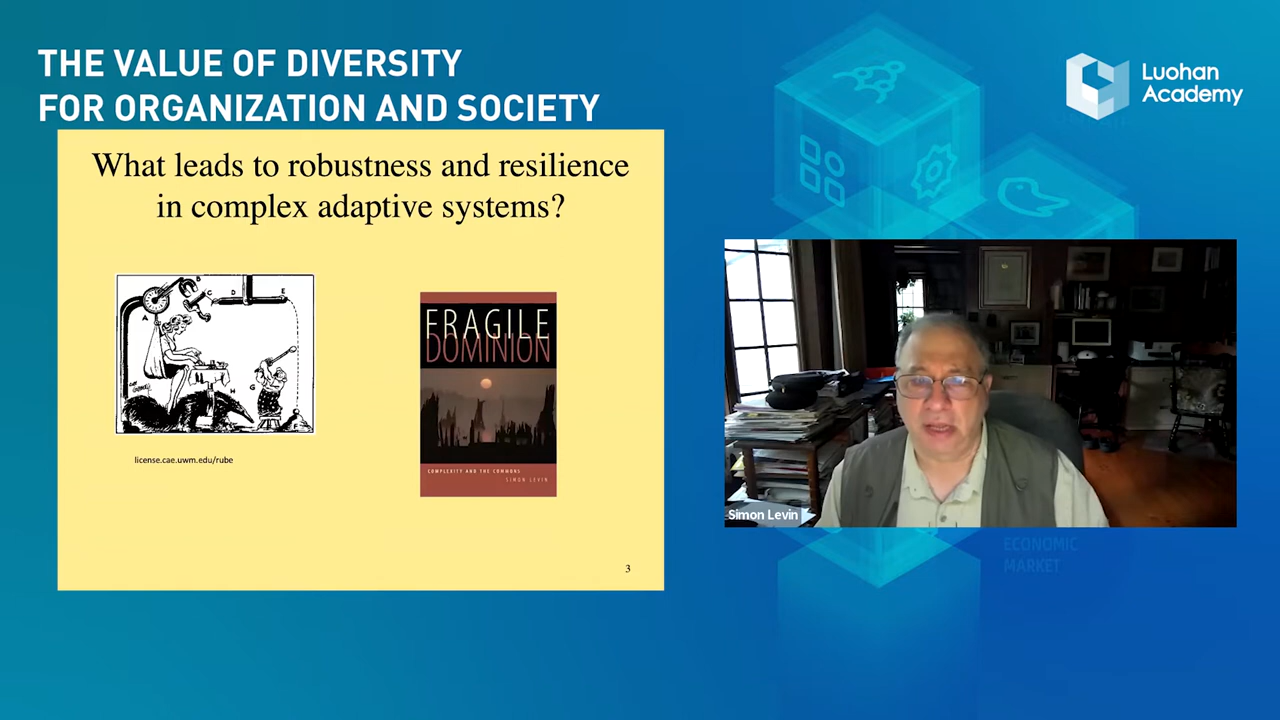 THE VALUE OF DIVERSITY
FOR ORGANIZATION AND SOCIETY
Luohan
Academy
What leads to robustness and resilience
in complex adaptive systems?
A
B
C
D
E
G
H
license.cae.uwm.edu/rube
FRAGILE
DOMINION
COMPLEXITY AND THE COMMONS
SIMON LEVIN
3
Simon Levin
ECONOMIC
MARKET